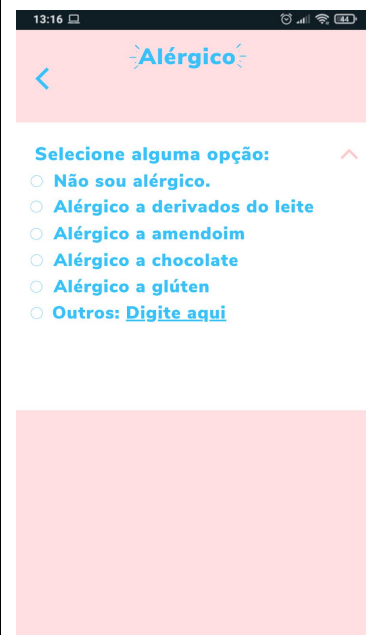 13:16
44
Alérgico
Selecione alguma opção:
Não sou alérgico.
Alérgico a derivados do leite
Alérgico a amendoim
Alérgico a chocolate
Alérgico a glúten
Outros: Digite aqui